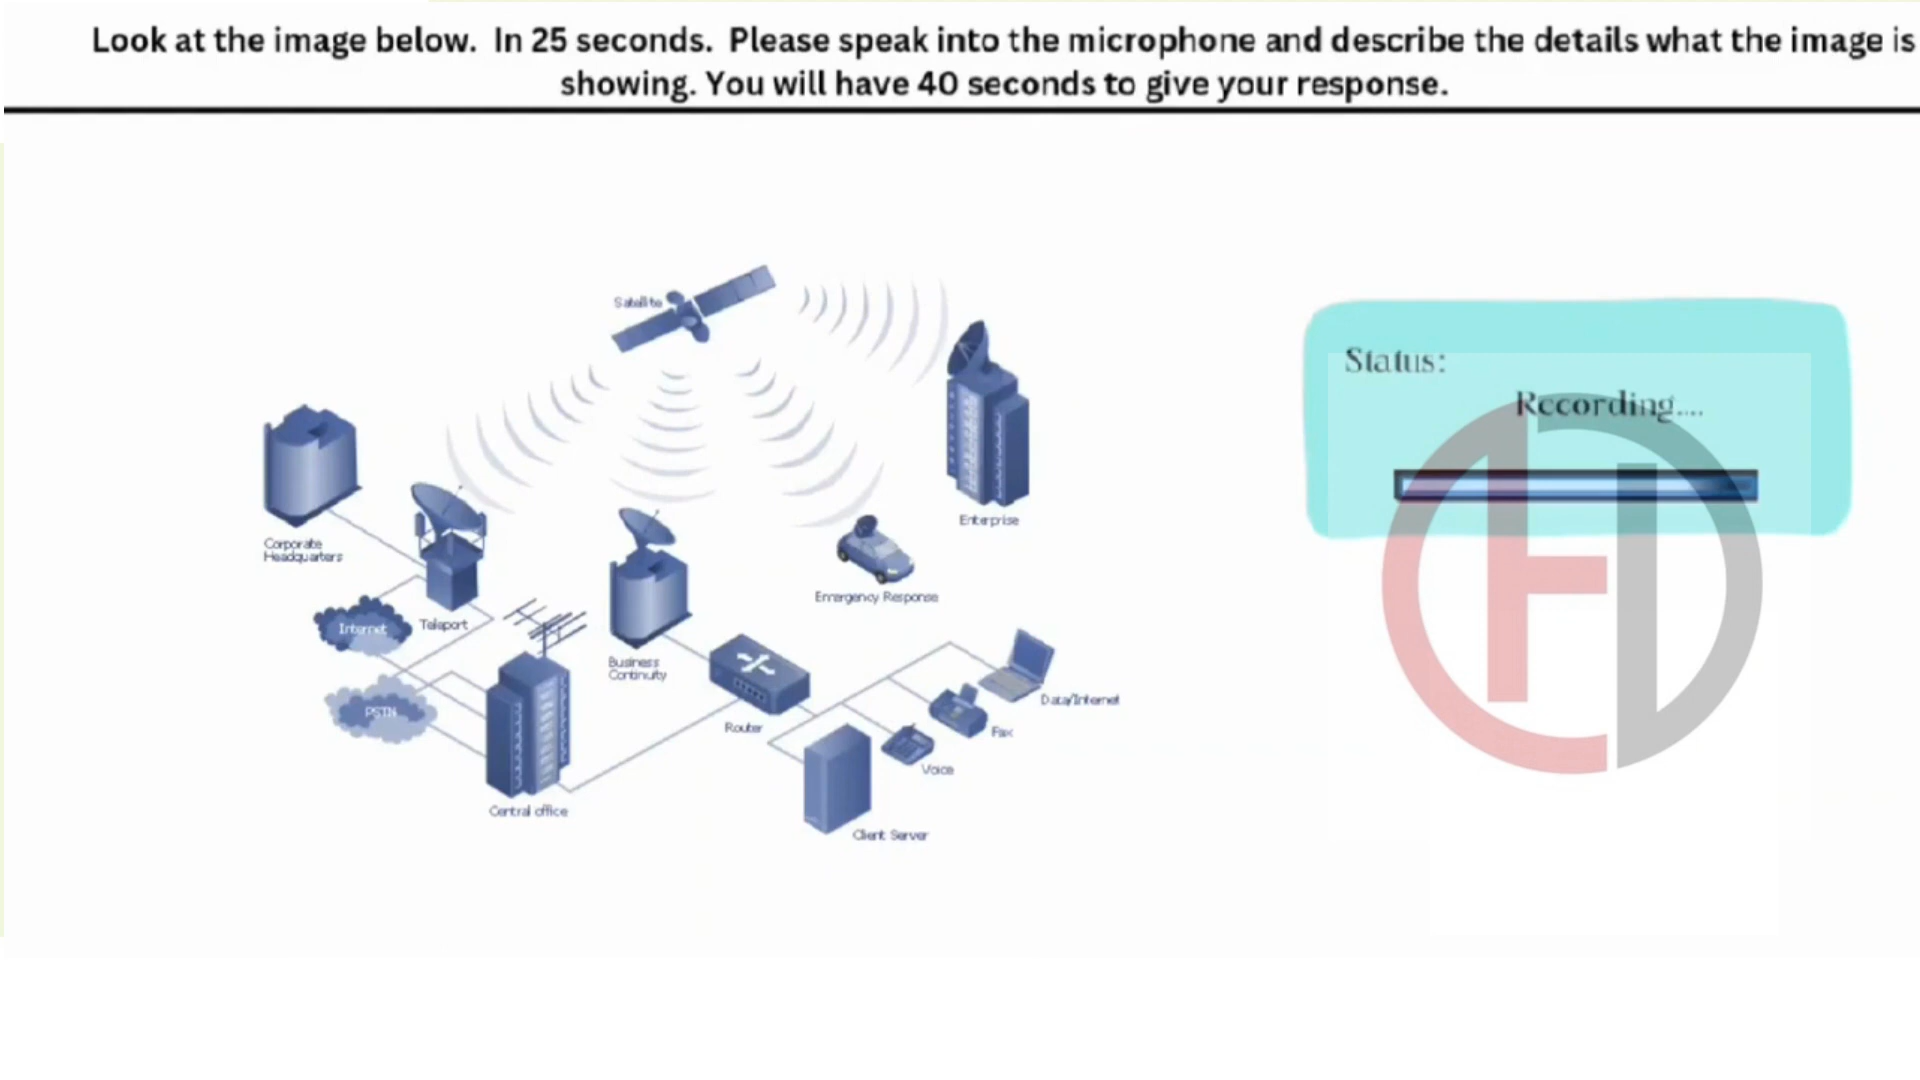 Look at the image below. In 25 seconds. Please speak into the microphone and describe the details what the image is
showing. You will have 40 seconds to give your response.
Satellite
Status:
Recording....
Enterprise
Corporate
Headquarters
Emergency Response
Internet
Teleport
Business
Continuity
PSTN
Router
Data/Internet
Fax
Voice
Central office
Client Server